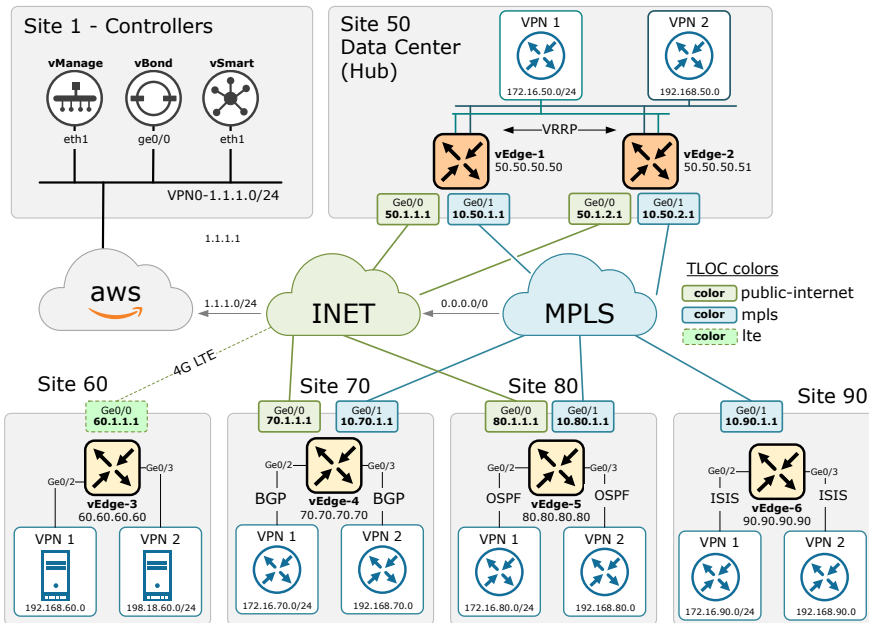 Site 1 - Controllers
vManage
vBond
vSmart
eth1
ge0/0
eth1
VPN0-1.1.1.0/24
Site 50
Data Center
(Hub)
VPN 1
172.16.50.0/24
VPN 2
192.168.50.0
VRRP
vEdge-1
50.50.50.50
vEdge-2
50.50.50.51
Ge0/0
50.1.1.1
Ge0/1
10.50.1.1
Ge0/0
50.1.2.1
Ge0/1
10.50.2.1
1.1.1.1
aws
1.1.1.0/24
INET
0.0.0.0/0
MPLS
TLOC colors
color public-internet
color mpls
color lte
4G LTE
Site 60
Ge0/0
60.1.1.1
Ge0/2
Ge0/3
vEdge-3
60.60.60.60
VPN 1
192.168.60.0
VPN 2
198.18.60.0/24
Site 70
Ge0/0
70.1.1.1
Ge0/1
10.70.1.1
Ge0/2
Ge0/3
BGP
BGP
vEdge-4
70.70.70.70
VPN 1
172.16.70.0/24
VPN 2
192.168.70.0
Site 80
Ge0/0
80.1.1.1
Ge0/1
10.80.1.1
Ge0/2
Ge0/3
OSPF
OSPF
vEdge-5
80.80.80.80
VPN 1
172.16.80.0/24
VPN 2
192.168.80.0
Site 90
Ge0/1
10.90.1.1
Ge0/2
Ge0/3
ISIS
ISIS
vEdge-6
90.90.90.90
VPN 1
172.16.90.0/24
VPN 2
192.168.90.0